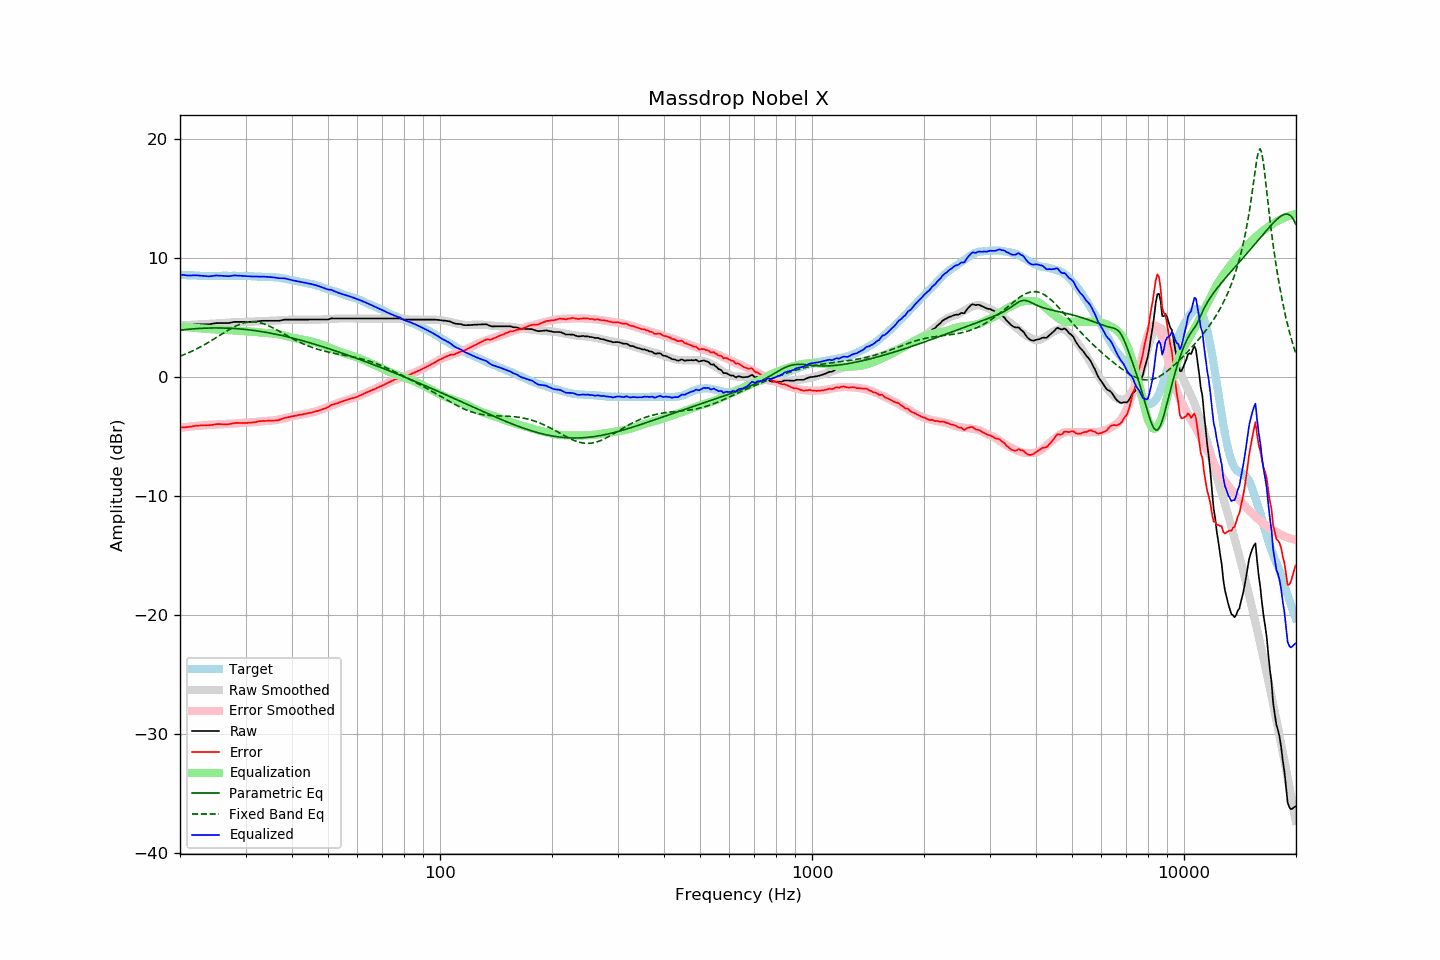 Massdrop Nobel X
20
10
0
−10
−20
−30
−40
Amplitude (dBr)
Target
Raw Smoothed
Error Smoothed
Raw
Error
Equalization
Parametric Eq
Fixed Band Eq
Equalized
100
1000
10000
Frequency (Hz)